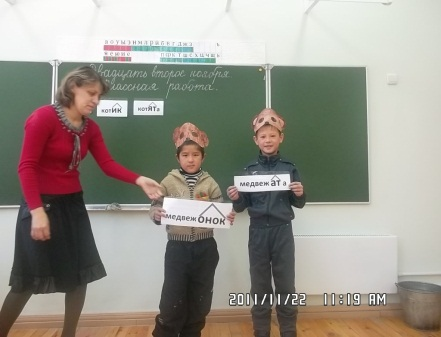 Двадцать второе ноября.
Классная работа.
котИК
котЯТа
медвежАТа
медвежОНОК
2011/11/22 11:19 AM